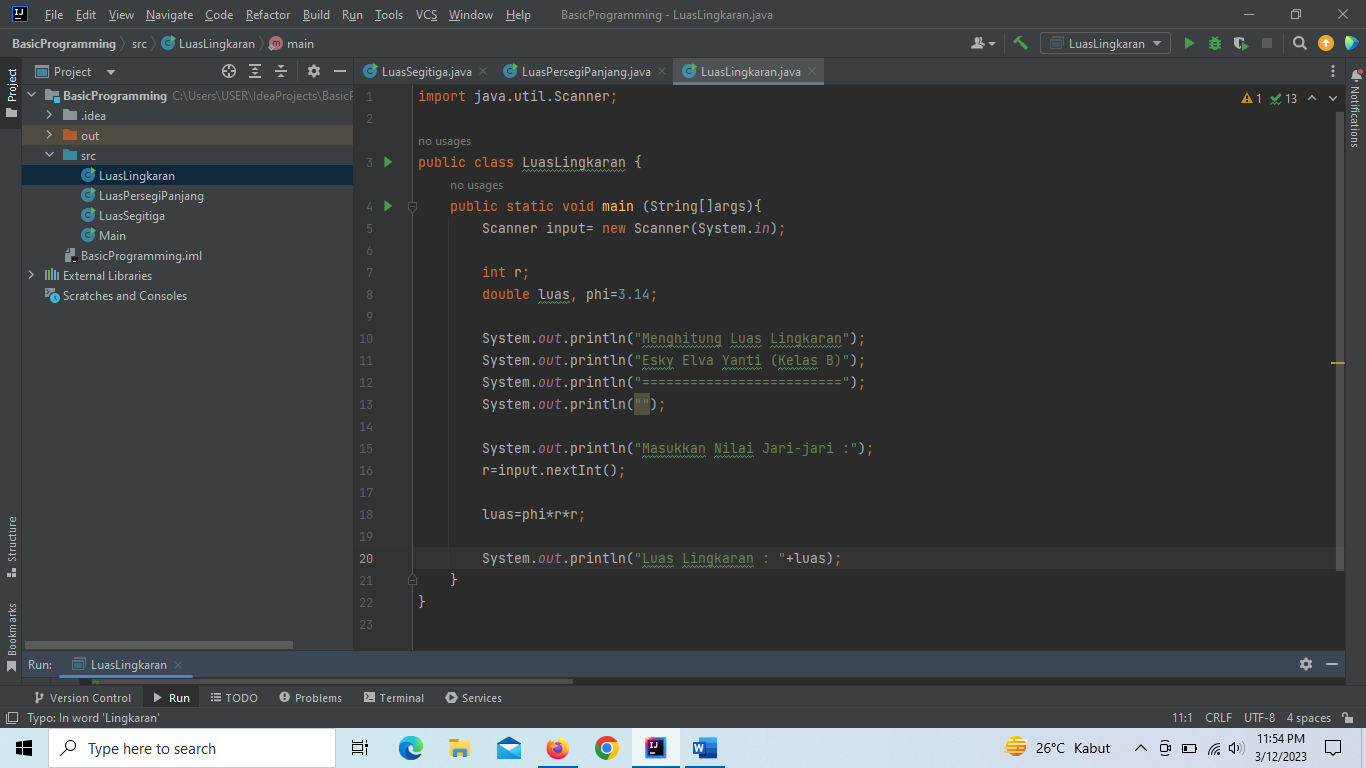 File Edit View Navigate Code Refactor Build Run Tools VCS Window Help BasicProgramming - LuasLingkaran.java
BasicProgramming src LuasLingkaran main LuasLingkaran
Project
LuasSegitiga.java LuasPersegiPanjang.java LuasLingkaran.java
BasicProgramming C:\Users\USER\IdeaProjects\BasicP
.idea
out
src
LuasLingkaran
LuasPersegiPanjang
LuasSegitiga
Main
BasicProgramming.iml
External Libraries
Scratches and Consoles
1 import java.util.Scanner;
1 13
2
no usages
3 public class LuasLingkaran {
no usages
4 public static void main (String[]args){
5 Scanner input= new Scanner(System.in);
6
7 int r;
8 double luas, phi=3.14;
9
10 System.out.println("Menghitung Luas Lingkaran");
11 System.out.println("Esky Elva Yanti (Kelas B)");
12 System.out.println("=========================");
13 System.out.println("");
14
15 System.out.println("Masukkan Nilai Jari-jari :");
16 r=input.nextInt();
17
18 luas=phi*r*r;
19
20 System.out.println("Luas Lingkaran : "+luas);
21 }
22 }
23
Project
Structure
Bookmarks
Notifications
Run: LuasLingkaran
Version Control Run TODO Problems Terminal Services
Typo: In word 'Lingkaran' 11:1 CRLF UTF-8 4 spaces
Type here to search
26°C Kabut
11:54 PM
3/12/2023